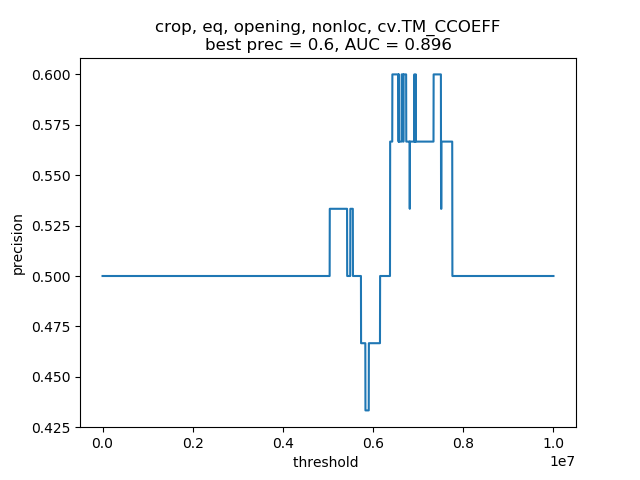 crop, eq, opening, nonloc, cv.TM_CCOEFF
best prec = 0.6, AUC = 0.896
0.600
0.575
0.550
0.525
0.500
0.475
0.450
0.425
precision
0.0 0.2 0.4 0.6 0.8 1.0
1e7
threshold